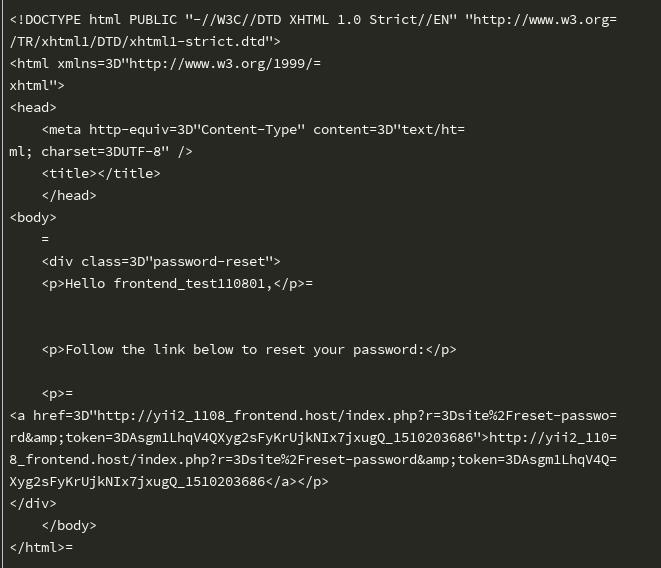 <!DOCTYPE html PUBLIC "-//W3C//DTD XHTML 1.0 Strict//EN" "http://www.w3.org=
/TR/xhtml1/DTD/xhtml1-strict.dtd">
<html xmlns=3D"http://www.w3.org/1999/=
xhtml">
<head>
    <meta http-equiv=3D"Content-Type" content=3D"text/ht=
ml; charset=3DUTF-8" />
    <title></title>
    </head>
<body>
    =
    <div class=3D"password-reset">
    <p>Hello frontend_test110801,</p>=
    <p>Follow the link below to reset your password:</p>
    <p>=
<a href=3D"http://yii2_1108_frontend.host/index.php?r=3Dsite%2Freset-passwo=
rd&amp;token=3DAsgm1LhqV4QXyg2sFyKrUjkNIx7jxugQ_1510203686">http://yii2_110=
8_frontend.host/index.php?r=3Dsite%2Freset-password&amp;token=3DAsgm1LhqV4Q=
Xyg2sFyKrUjkNIx7jxugQ_1510203686</a></p>
</div>
    </body>
</html>=